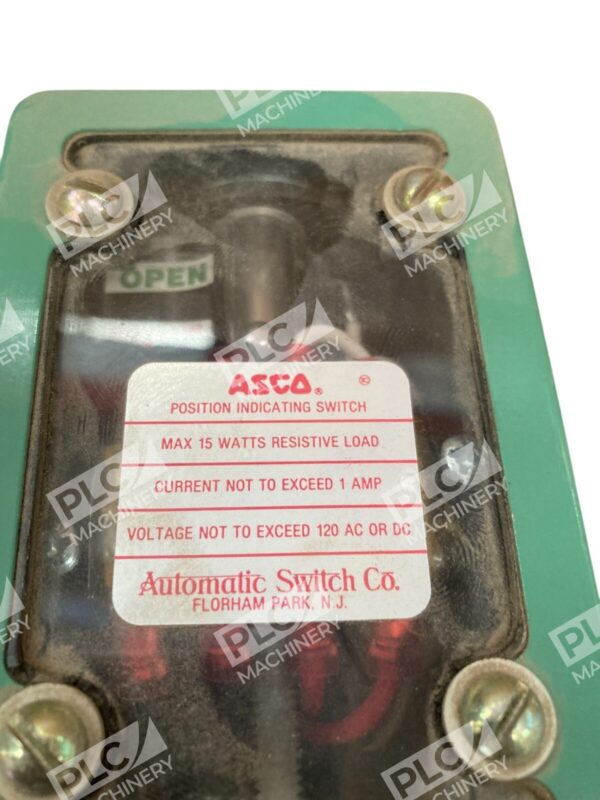 OPEN
ASCO®
©
POSITION INDICATING SWITCH
MAX 15 WATTS RESISTIVE LOAD
CURRENT NOT TO EXCEED 1 AMP
VOLTAGE NOT TO EXCEED 120 AC OR DC
Automatic Switch Co.
FLORHAM PARK, N.J.
PLC MACHINERY